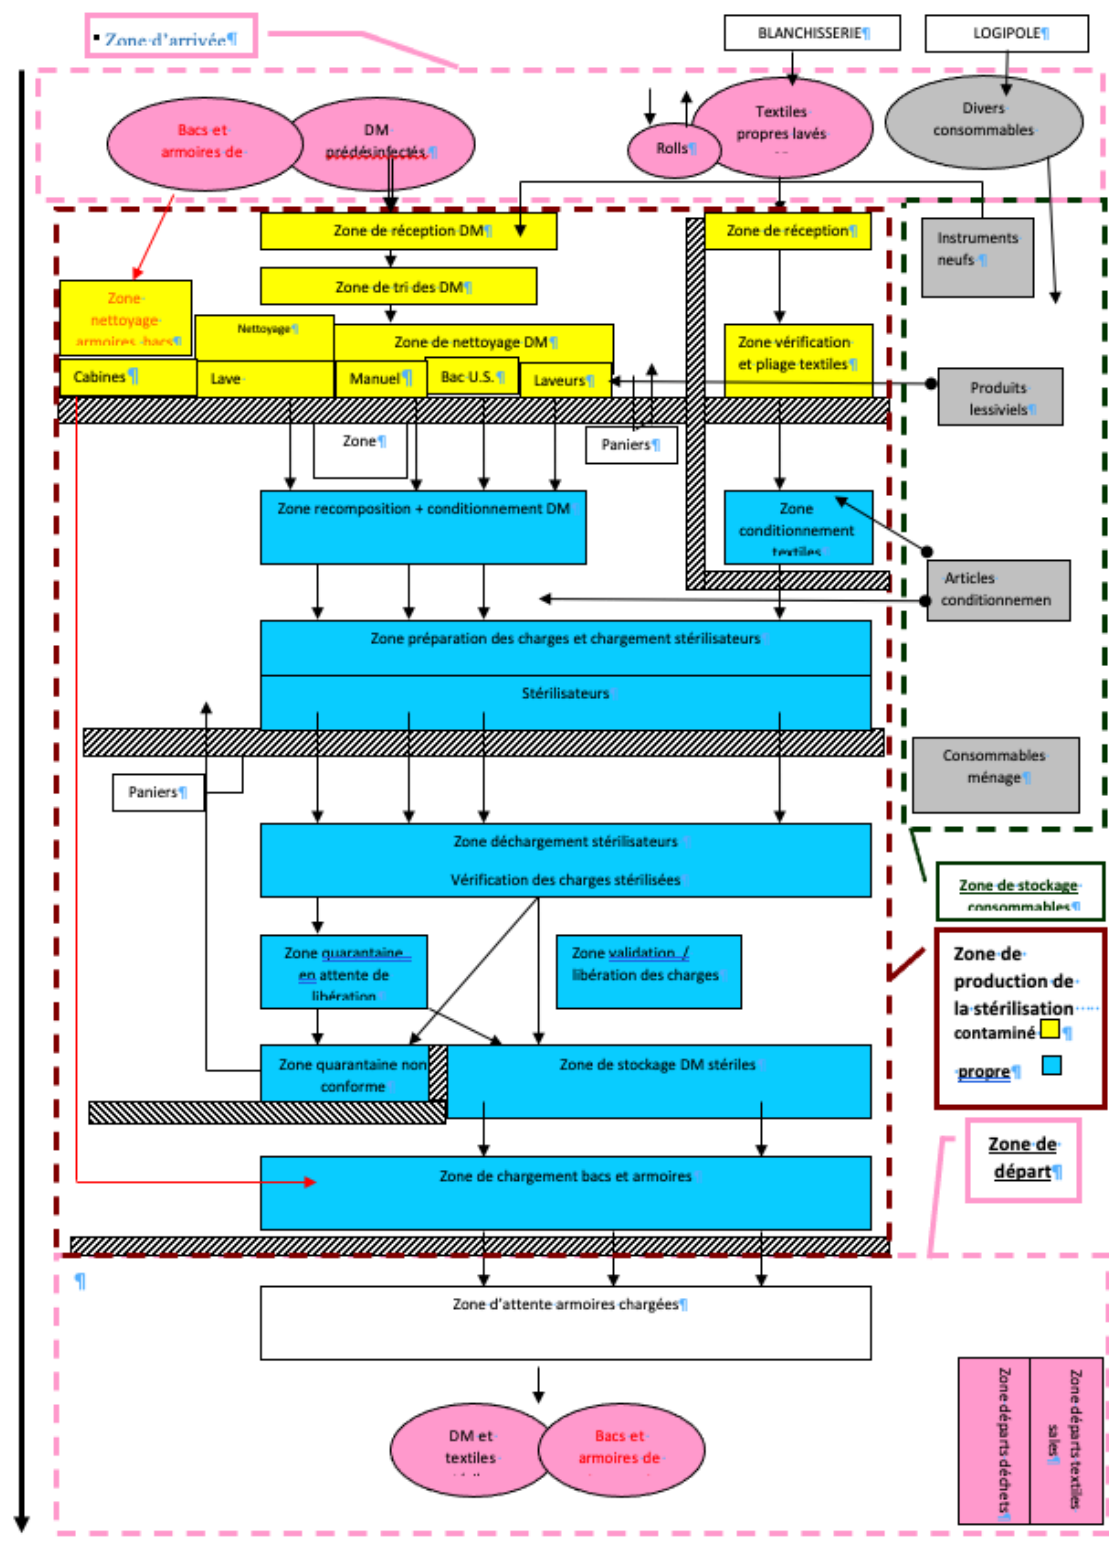 ▪ Zone d'arrivée¶
BLANCHISSERIE¶
LOGIPOLE¶
Bacs et
armoires de
DM
prédésinfectés¶
Rolls¶
Textiles
propres lavés
Divers
consommables
Zone de réception DM¶
Zone de réception¶
Instruments
neufs ¶
Zone de tri des DM¶
Zone
nettoyage
armoires bacs¶
Nettoyage¶
Zone de nettoyage DM¶
Zone vérification
et pliage textiles¶
Cabines¶
Lave
Manuel¶
Bac U.S.¶
Laveurs¶
Produits
lessiviels¶
Zone¶
Paniers¶
Zone recomposition + conditionnement DM
Zone
conditionnement
textiles
Articles
conditionnemen
Zone préparation des charges et chargement stérilisateurs
Stérilisateurs
Consommables
ménage¶
Paniers¶
Zone déchargement stérilisateurs
Vérification des charges stérilisées
Zone de stockage
consommables¶
Zone quarantaine
en attente de
libération
Zone validation /
libération des charges
Zone de
production de
la stérilisation
contaminé ¶
propre¶
Zone quarantaine non
conforme
Zone de stockage DM stériles
Zone de
départ¶
Zone de chargement bacs et armoires
¶
Zone d'attente armoires chargées¶
DM et
textiles
Bacs et
armoires de
Zone départs déchets¶
Zone départs textiles
sales¶